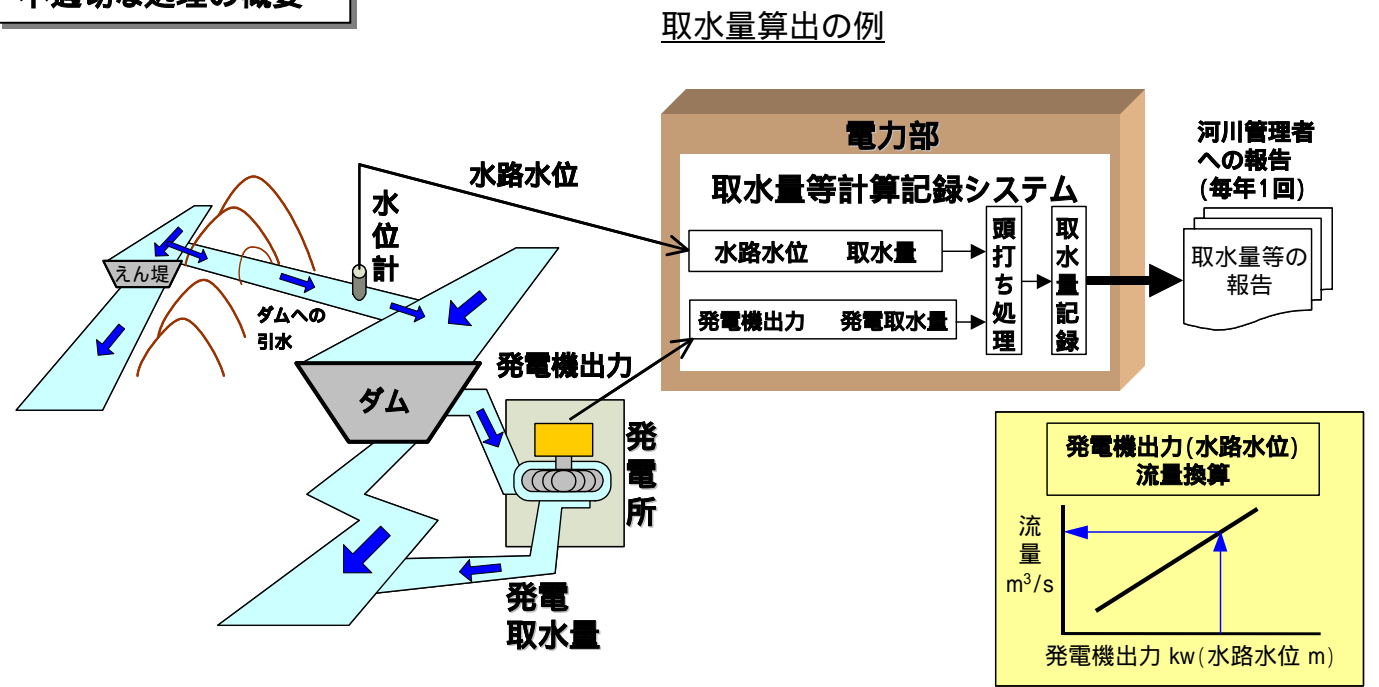 不適切な処理の概要
取水量算出の例
電力部
取水量等計算記録システム
水路水位 取水量
発電機出力 発電取水量
頭打ち処理
取水量記録
河川管理者
への報告
(毎年1回)
取水量等の
報告
水路水位
水位計
えん堤
ダムへの
引水
発電機出力
ダム
発電所
発電
取水量
発電機出力(水路水位)
流量換算
流量
m³/s
発電機出力 kw(水路水位 m)